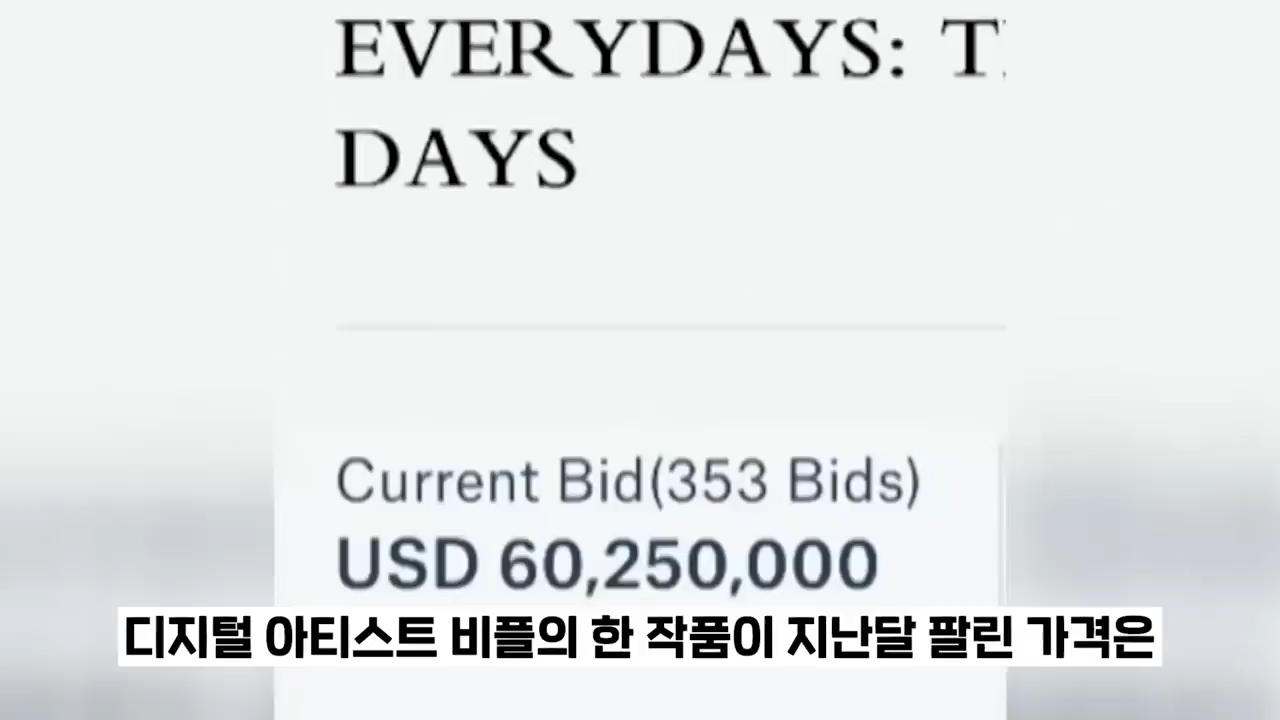 EVERYDAYS:
DAYS
Current Bid(353 Bids)
USD 60,250,000
디지털 아티스트 비플의 한 작품이 지난달 팔린 가격은